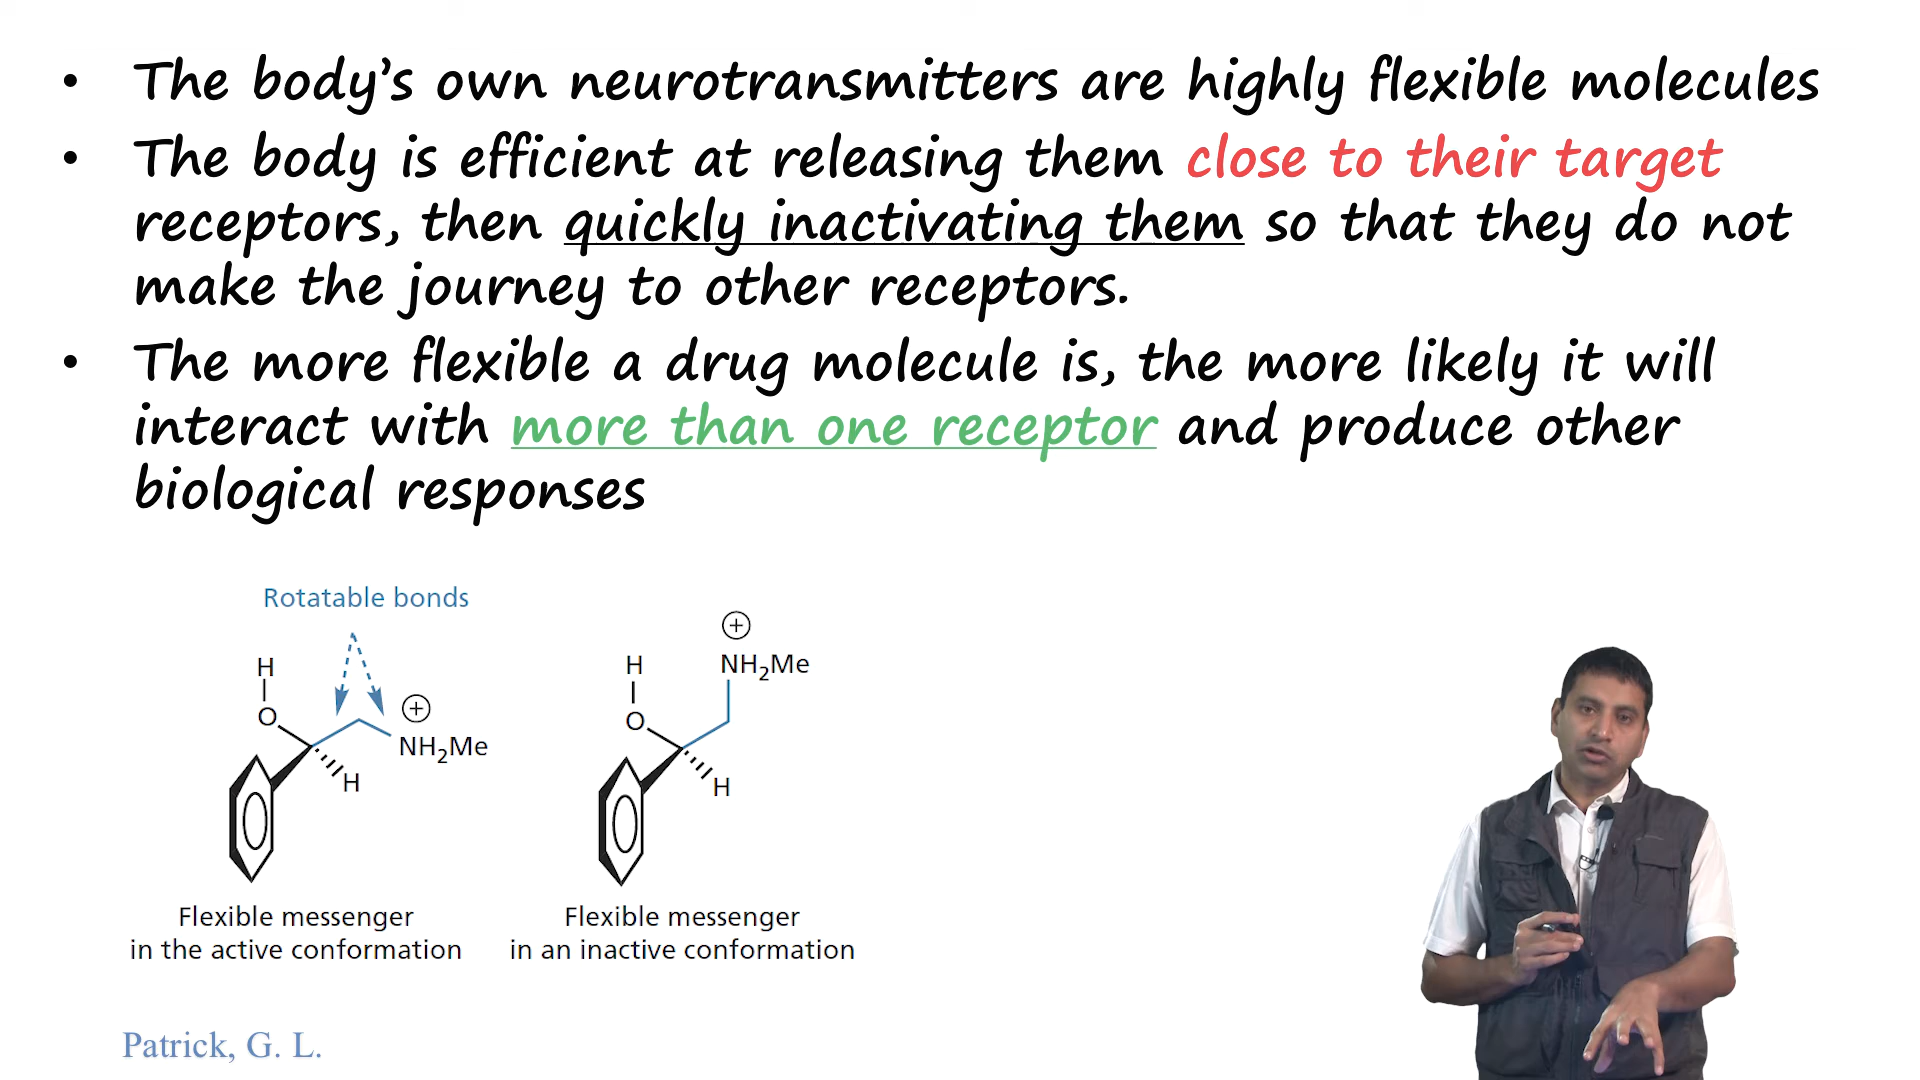 • The body's own neurotransmitters are highly flexible molecules
• The body is efficient at releasing them close to their target
receptors, then quickly inactivating them so that they do not
make the journey to other receptors.
• The more flexible a drug molecule is, the more likely it will
interact with more than one receptor and produce other
biological responses
Rotatable bonds
H
O
H
⊕
NH₂Me
Flexible messenger
in the active conformation
⊕
H
NH₂Me
O
H
Flexible messenger
in an inactive conformation
Patrick, G. L.